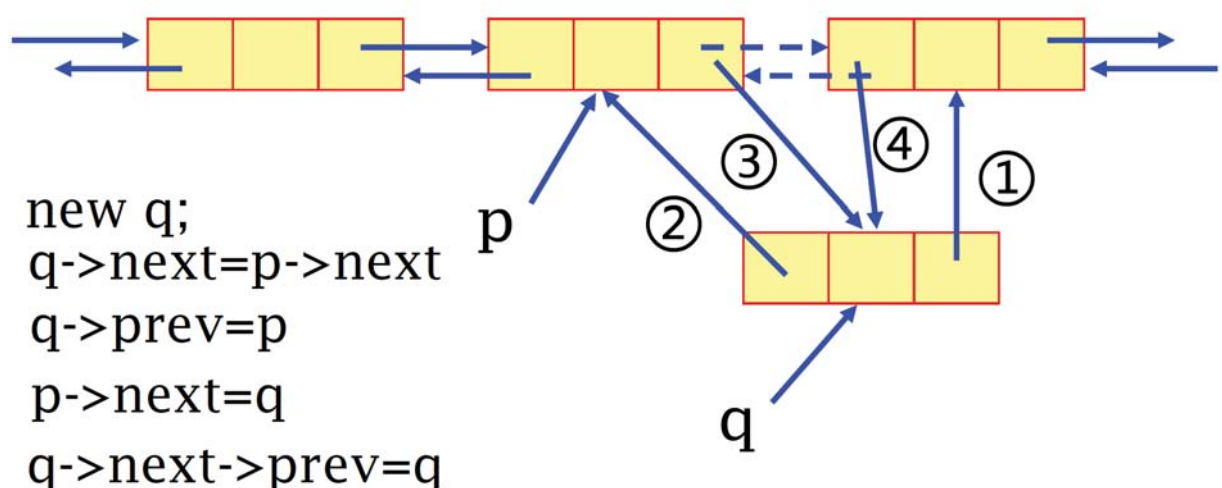 new q;
q->next=p->next
q->prev=p
p->next=q
q->next->prev=q
p
q
②
③
④
①